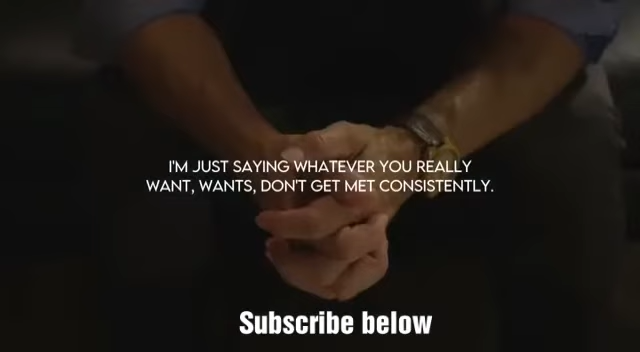 I'M JUST SAYING WHATEVER YOU REALLY
WANT, WANTS, DON'T GET MET CONSISTENTLY.
Subscribe below